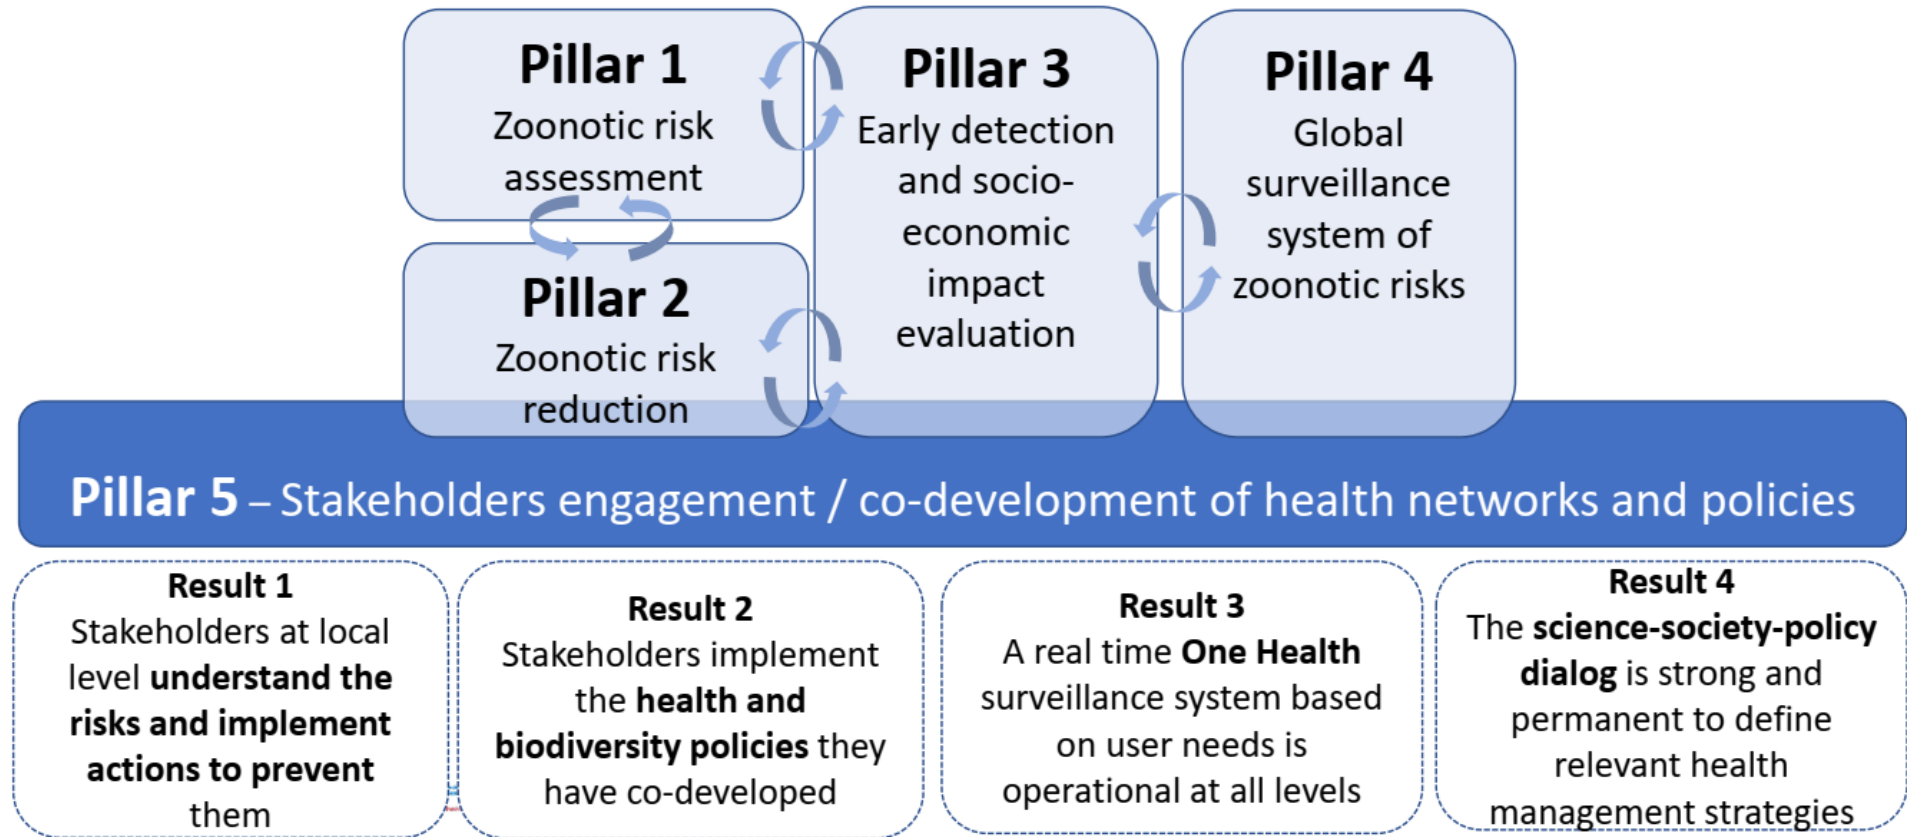 Pillar 1
Zoonotic risk
assessment
Pillar 2
Zoonotic risk
reduction
Pillar 3
Early detection
and socio-
economic
impact
evaluation
Pillar 4
Global
surveillance
system of
zoonotic risks
Pillar 5 – Stakeholders engagement / co-development of health networks and policies
Result 1
Stakeholders at local
level understand the
risks and implement
actions to prevent
them
Result 2
Stakeholders implement
the health and
biodiversity policies they
have co-developed
Result 3
A real time One Health
surveillance system based
on user needs is
operational at all levels
Result 4
The science-society-policy
dialog is strong and
permanent to define
relevant health
management strategies